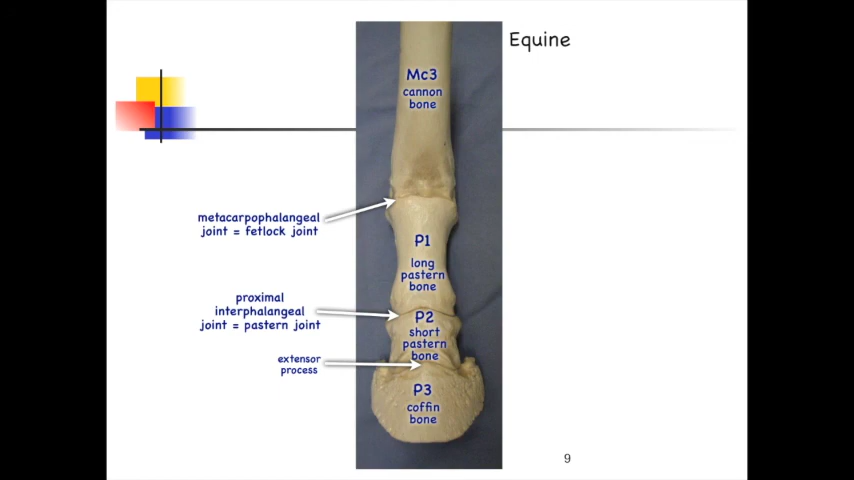 Equine
Mc3
cannon
bone
metacarpophalangeal
joint = fetlock joint
P1
long
pastern
bone
proximal
interphalangeal
joint = pastern joint
P2
short
pastern
bone
extensor
process
P3
coffin
bone
9